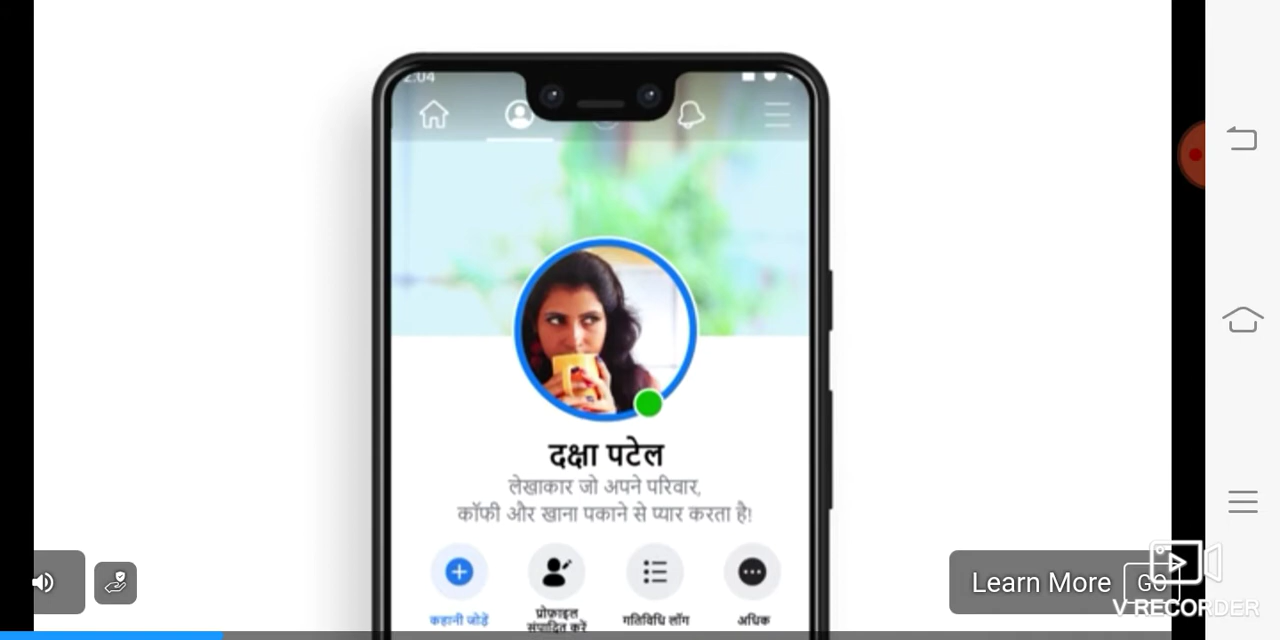 2:04
दक्षा पटेल
लेखाकार जो अपने परिवार,
कॉफी और खाना पकाने से प्यार करता है!
कहानी जोड़ें
प्रोफ़ाइल
संपादित करें
गतिविधि लॉग
अधिक
Learn More
GO
V RECORDER